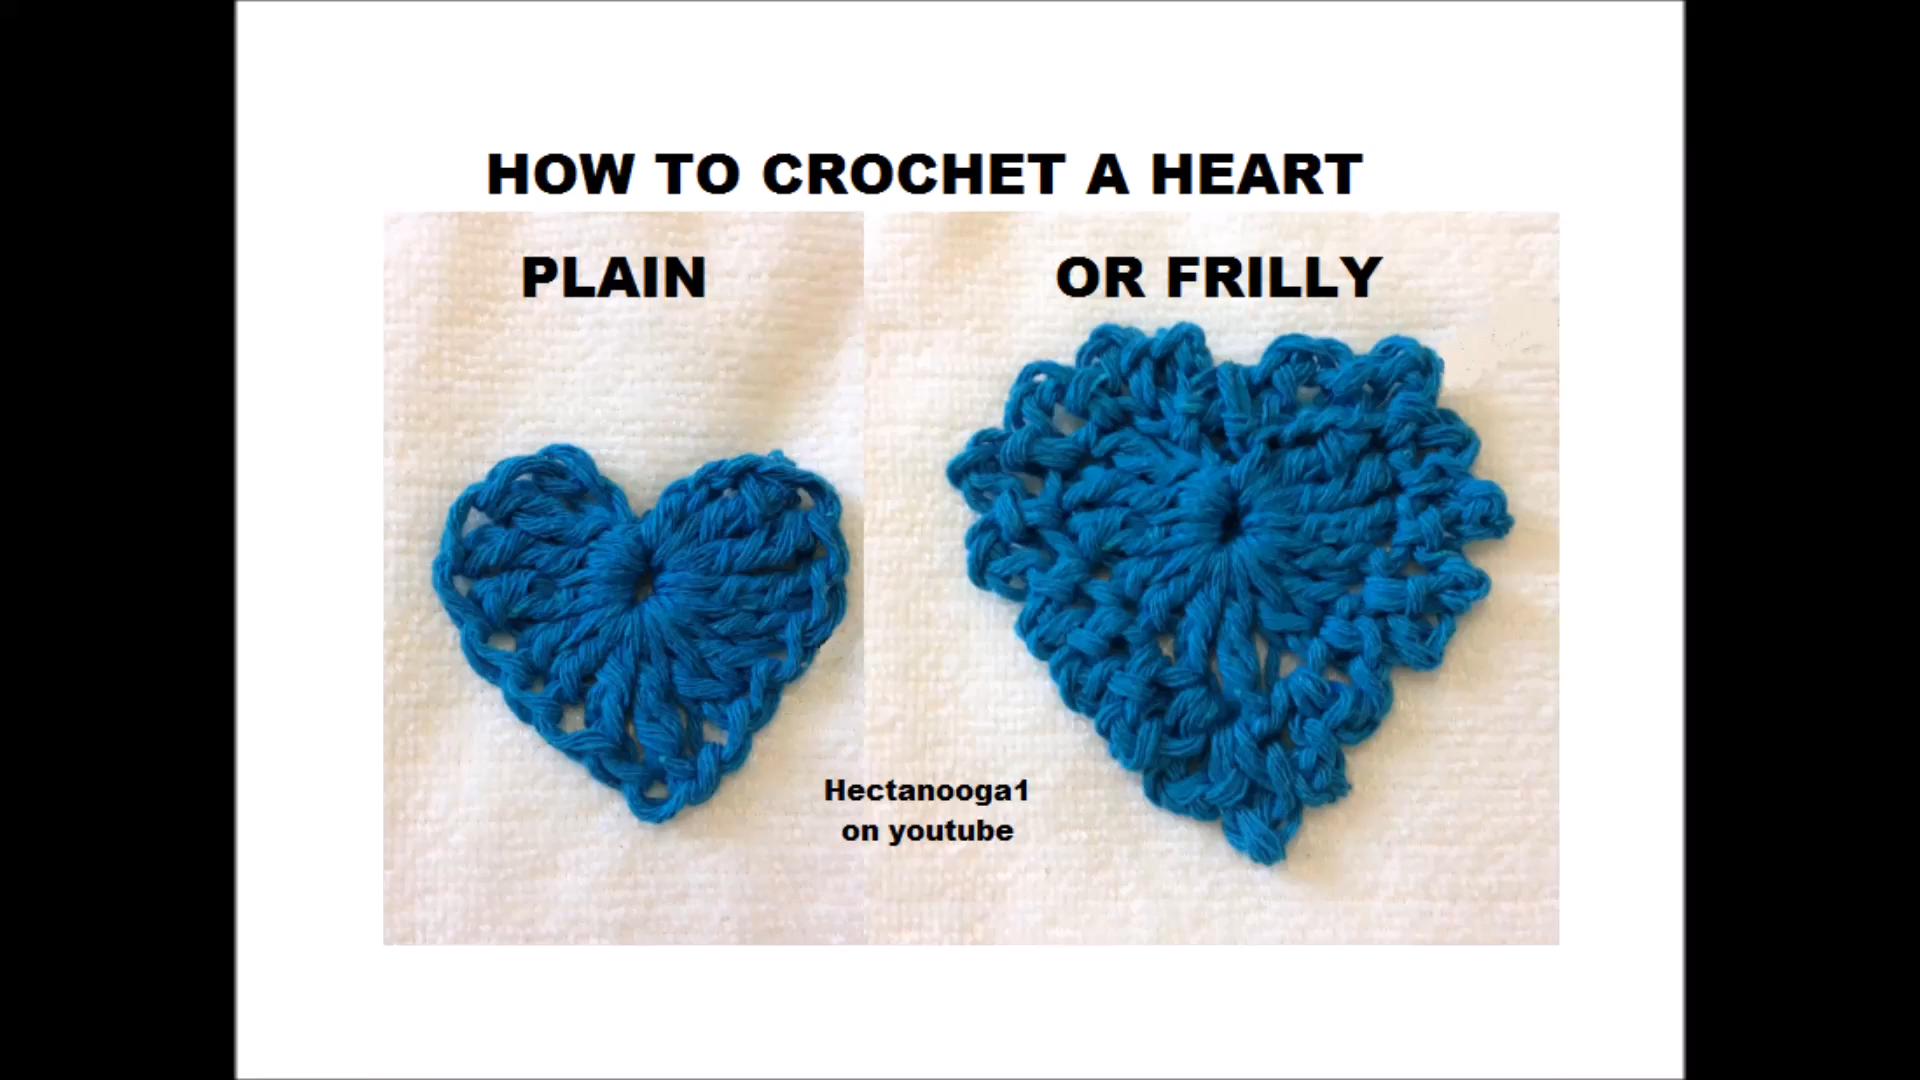 HOW TO CROCHET A HEART
PLAIN
OR FRILLY
Hectanooga1
on youtube